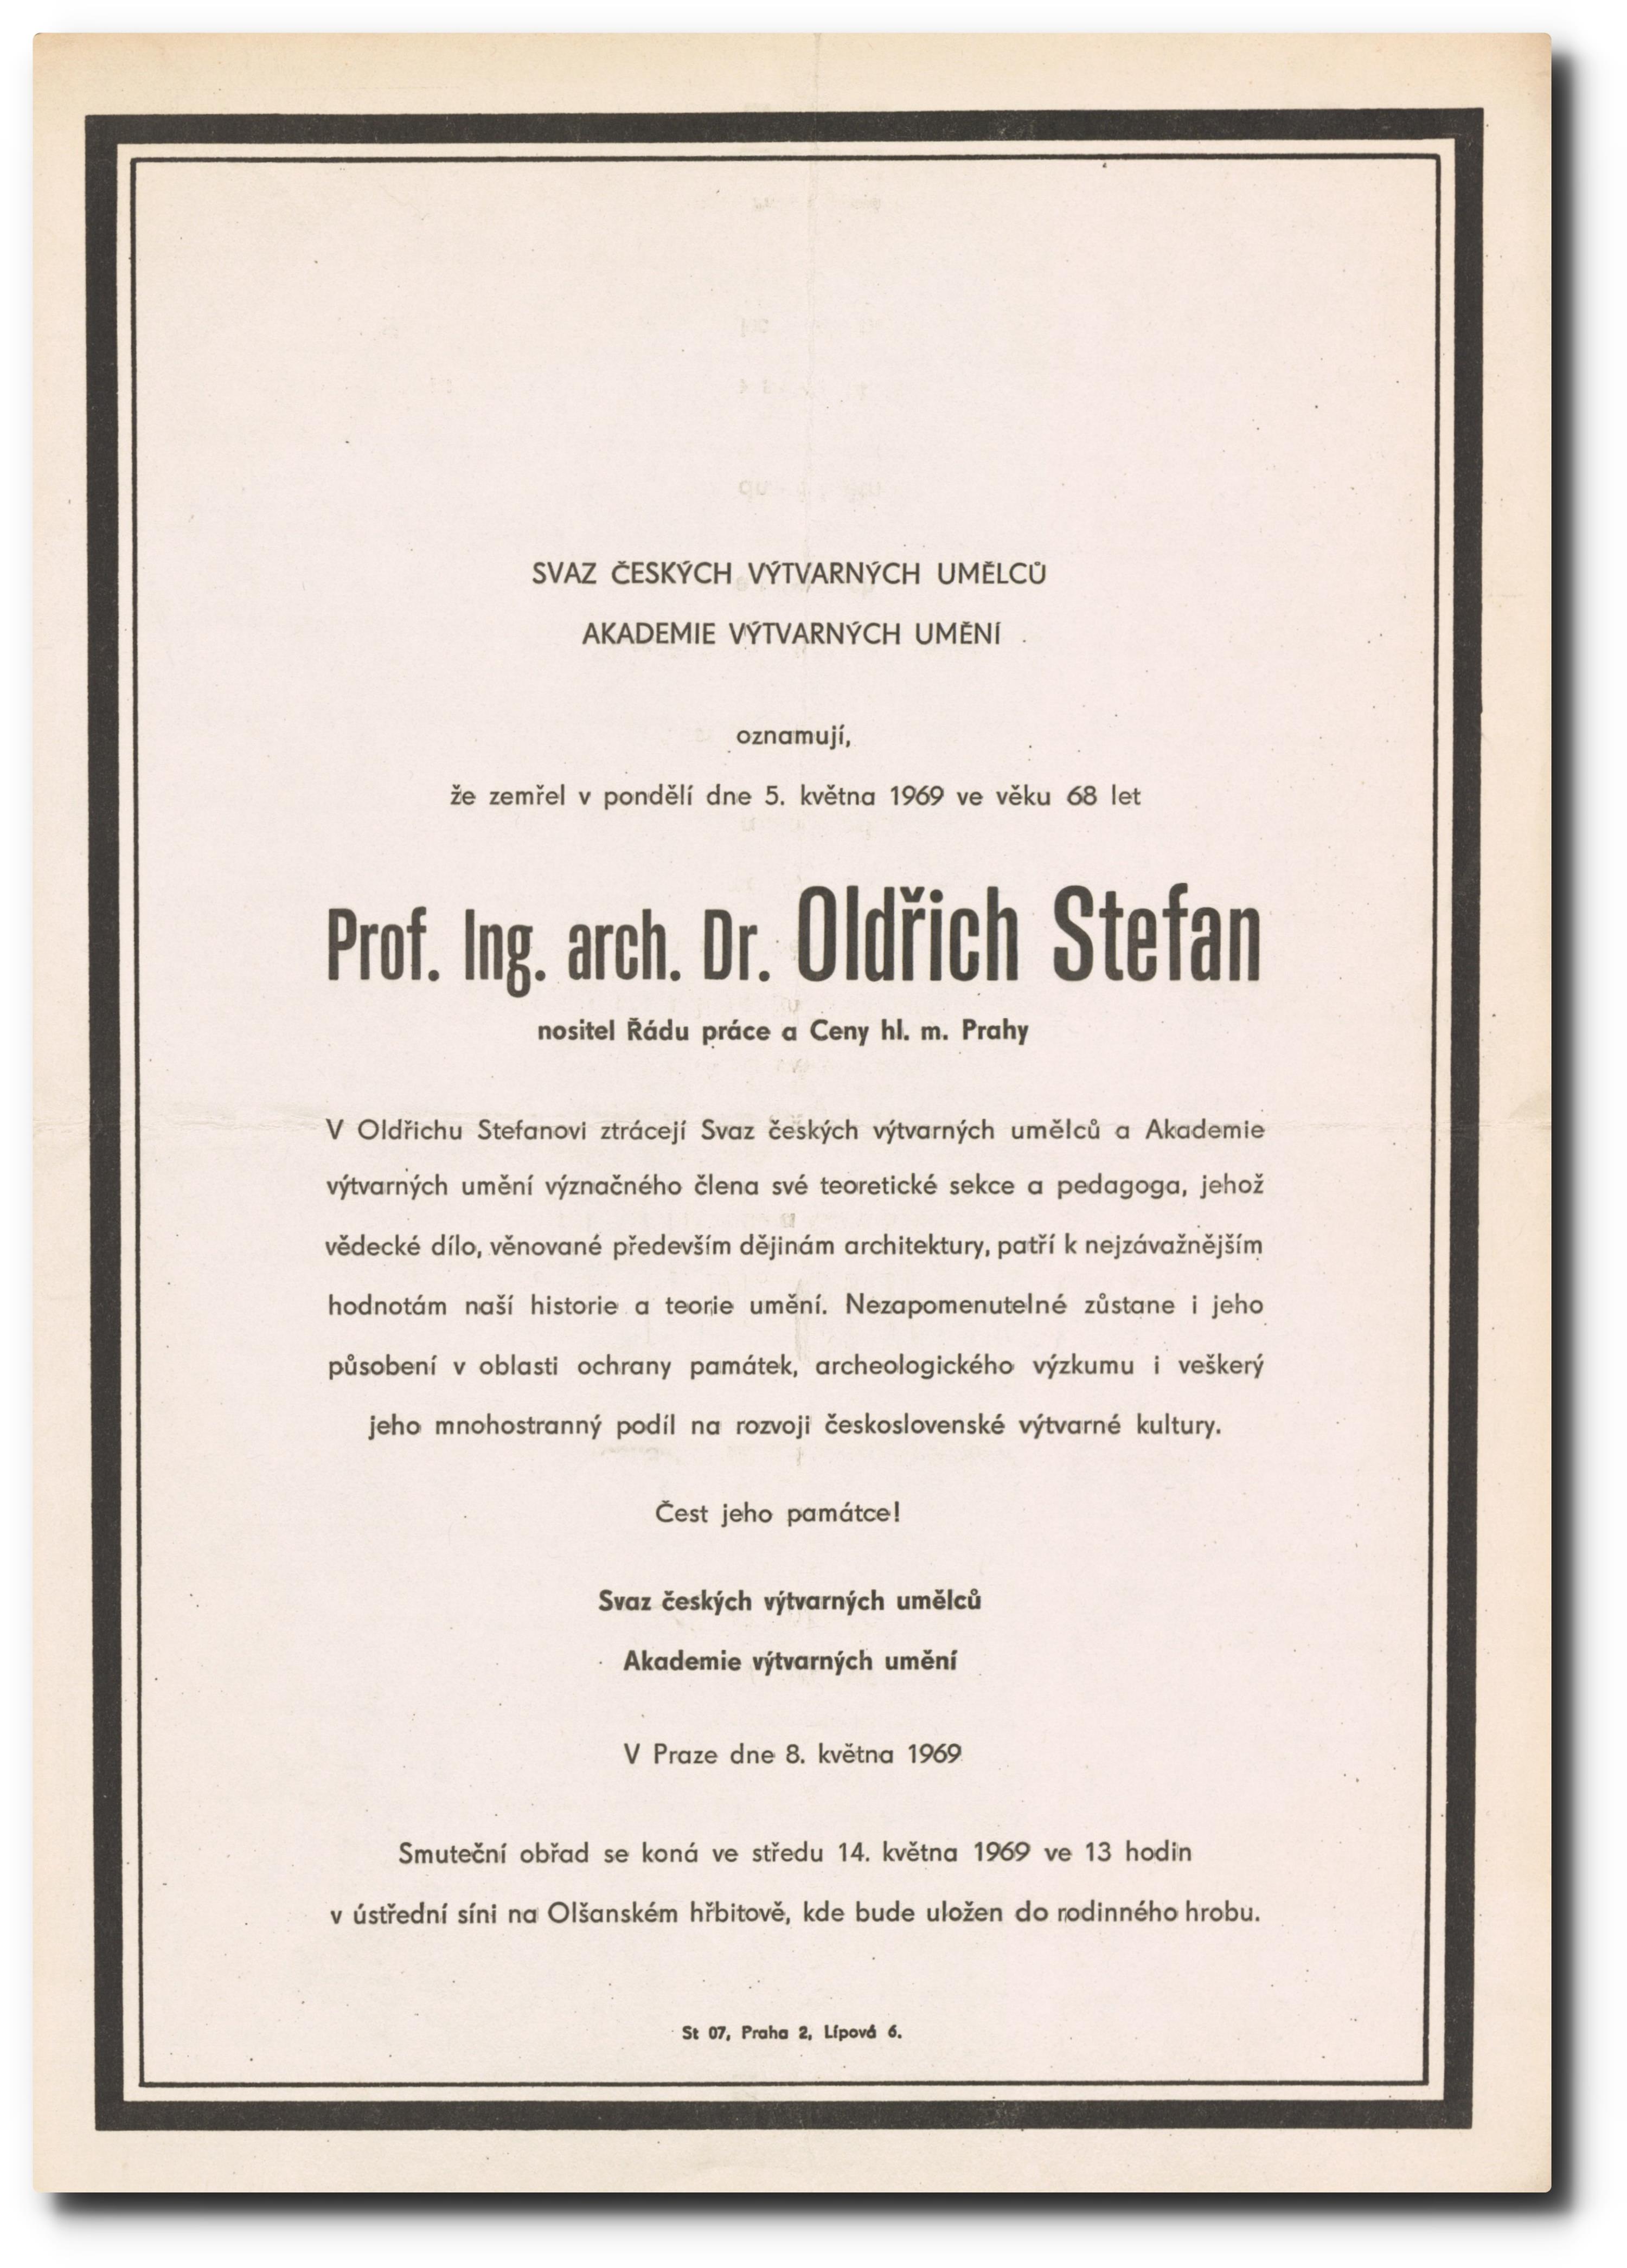 SVAZ ČESKÝCH VÝTVARNÝCH UMĚLCŮ
AKADEMIE VÝTVARNÝCH UMĚNÍ
oznamují,
že zemřel v pondělí dne 5. května 1969 ve věku 68 let
Prof. Ing. arch. Dr. Oldřich Stefan
nositel Řádu práce a Ceny hl. m. Prahy
V Oldřichu Stefanovi ztrácejí Svaz českých výtvarných umělců a Akademie
výtvarných umění význačného člena své teoretické sekce a pedagoga, jehož
vědecké dílo, věnované především dějinám architektury, patří k nejzávažnějším
hodnotám naší historie a teorie umění. Nezapomenutelné zůstane i jeho
působení v oblasti ochrany památek, archeologického výzkumu i veškerý
jeho mnohostranný podíl na rozvoji československé výtvarné kultury.
Čest jeho památce!
Svaz českých výtvarných umělců
Akademie výtvarných umění
V Praze dne 8. května 1969
Smuteční obřad se koná ve středu 14. května 1969 ve 13 hodin
v ústřední síni na Olšanském hřbitově, kde bude uložen do rodinného hrobu.
St 07, Praha 2, Lípová 6.